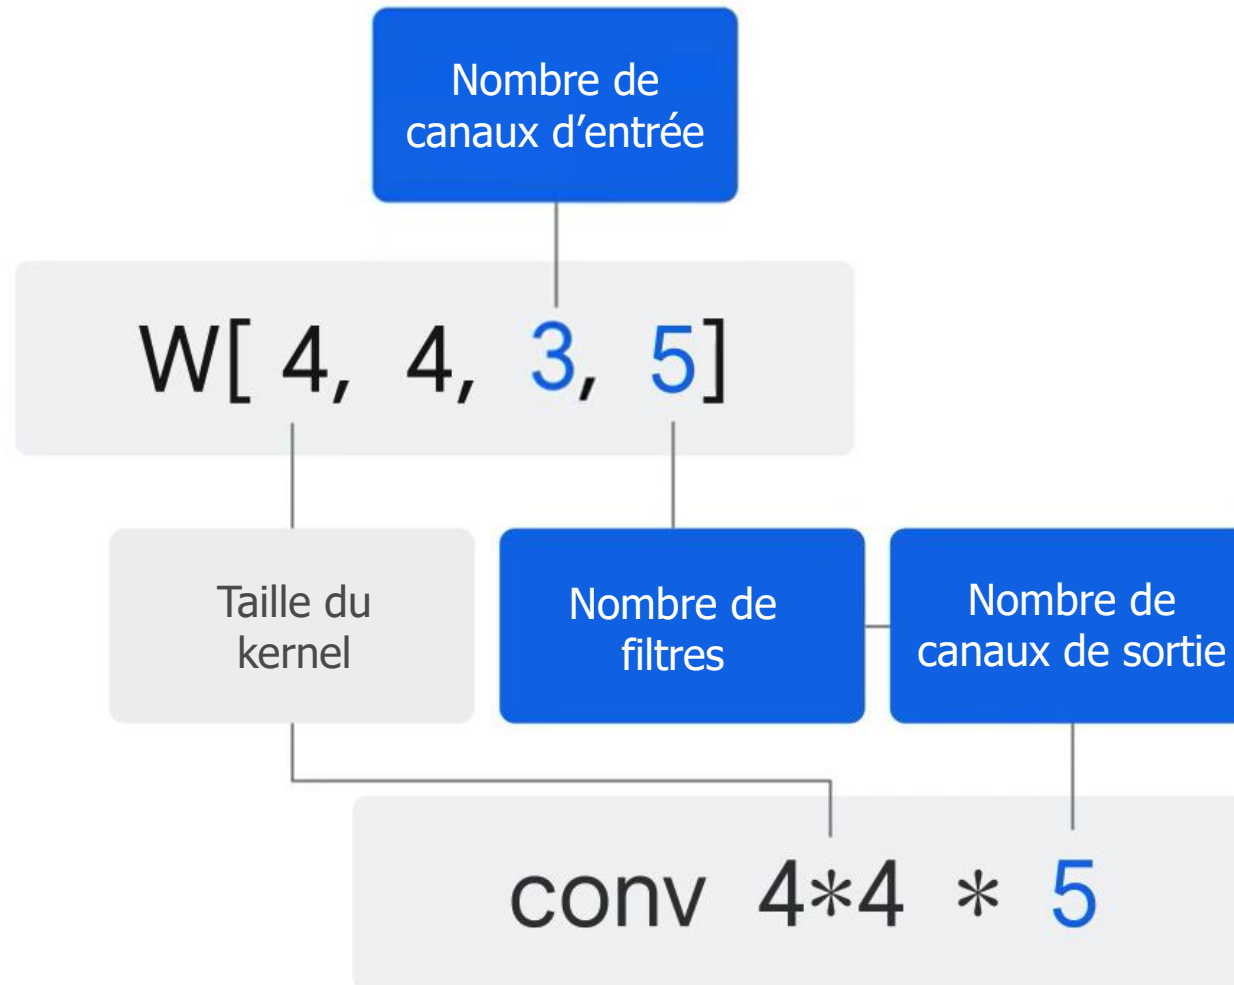 Nombre de
canaux d’entrée
W[ 4, 4, 3, 5]
Taille du
kernel
Nombre de
filtres
Nombre de
canaux de sortie
conv 4*4 * 5